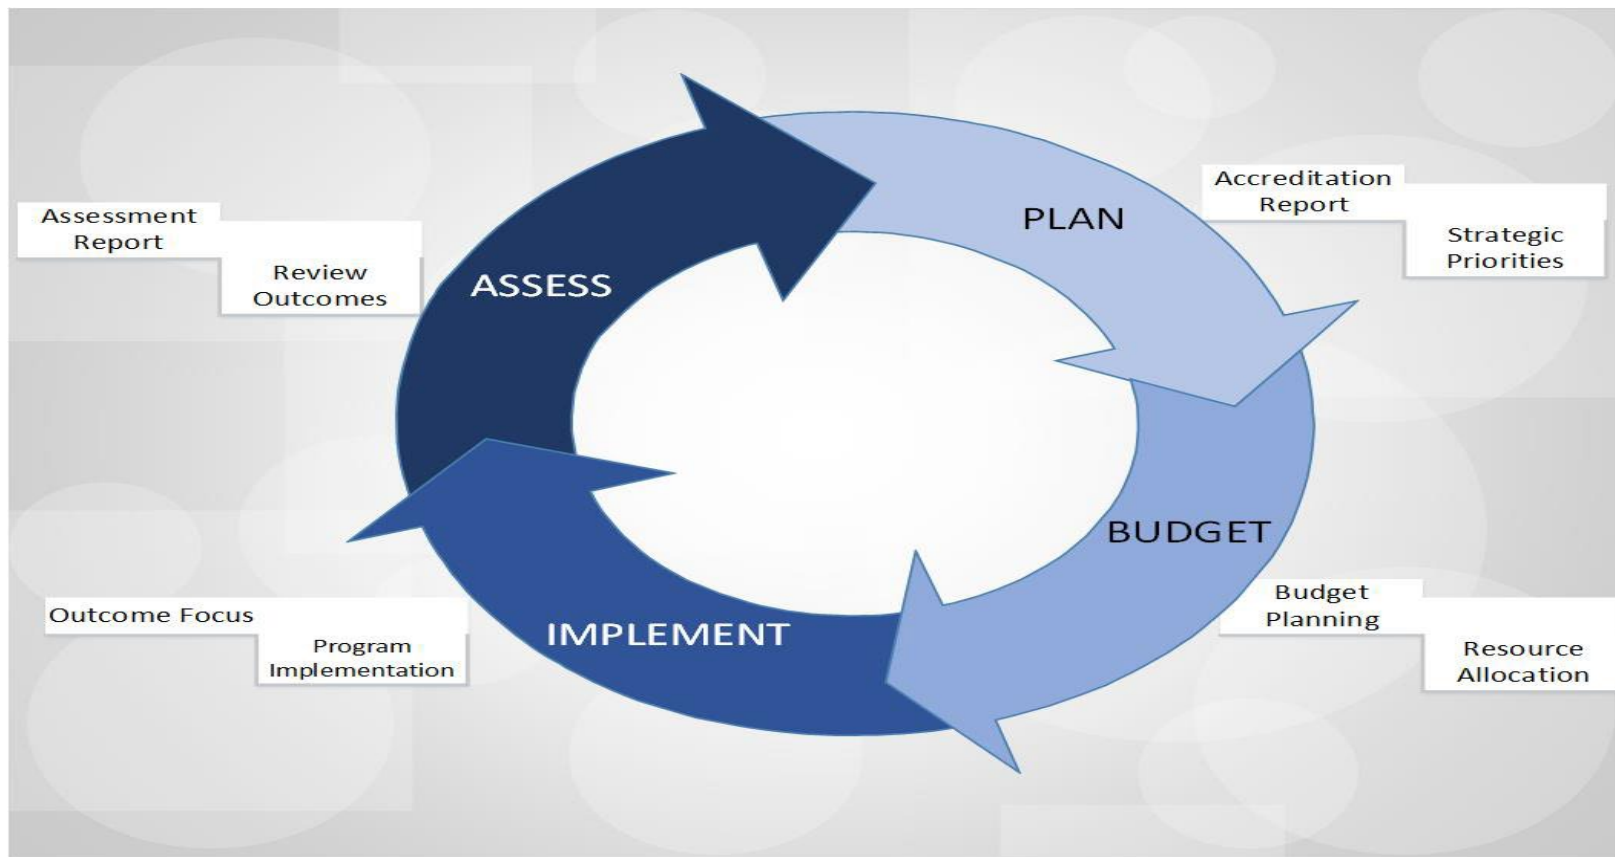 PLAN
Accreditation
Report
Strategic
Priorities
Assessment
Report
Review
Outcomes
ASSESS
BUDGET
Budget
Planning
Resource
Allocation
IMPLEMENT
Outcome Focus
Program
Implementation